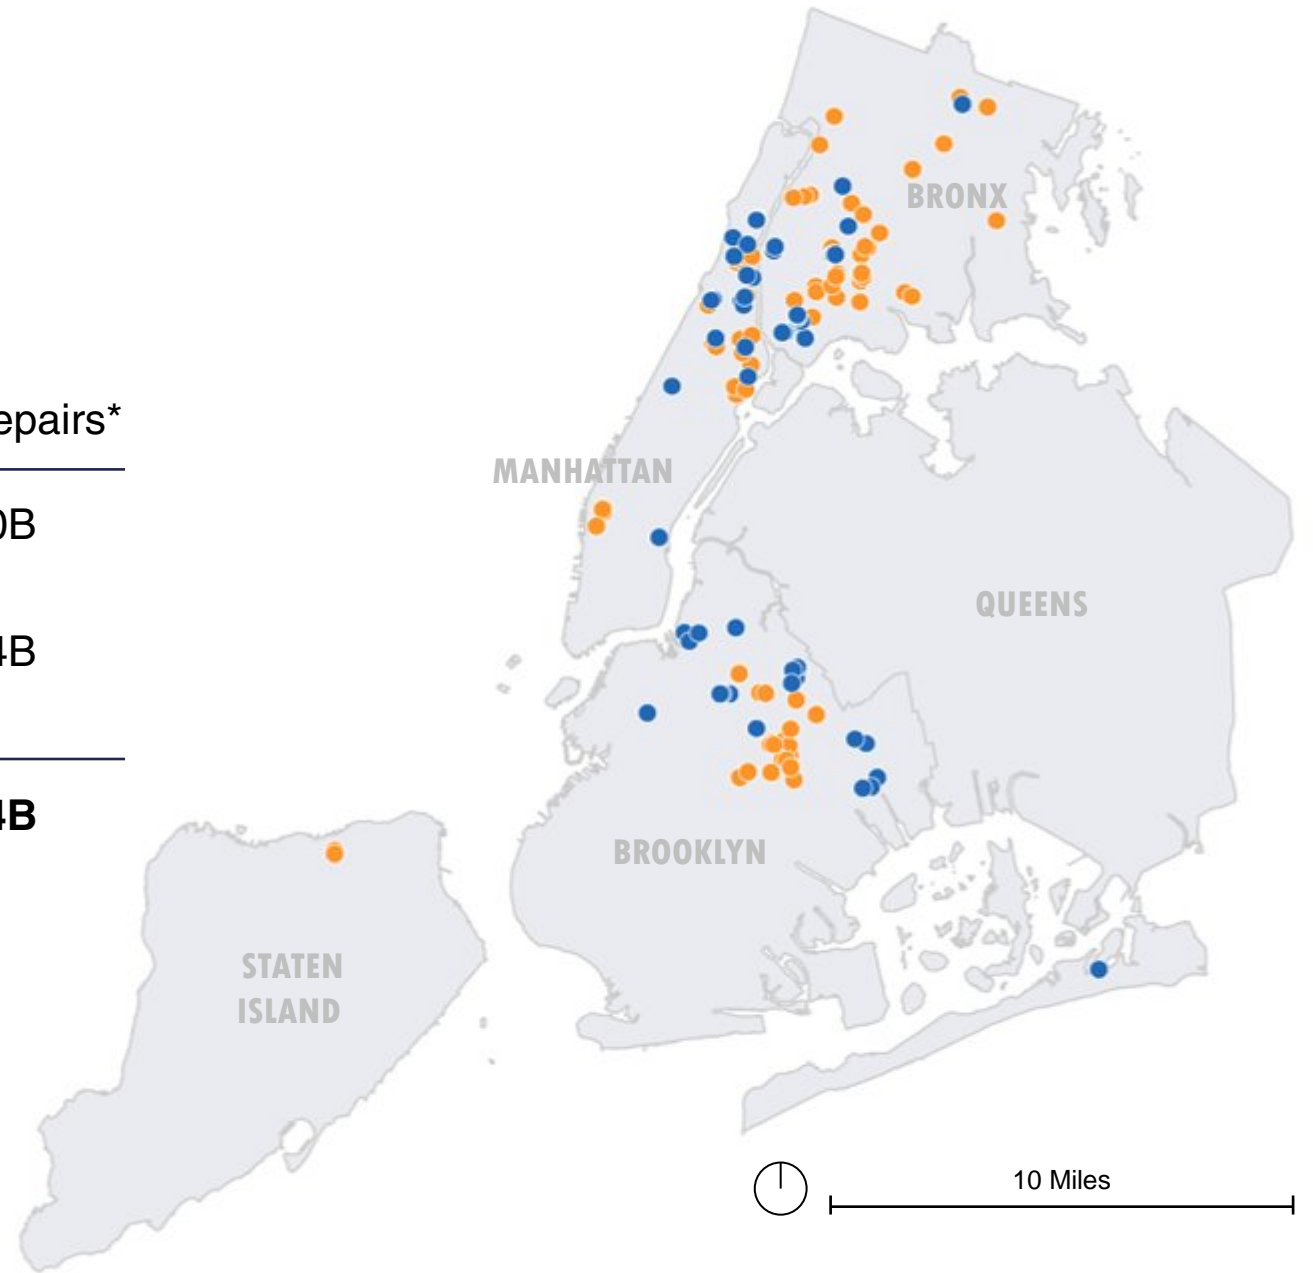 epairs*
0B
4B
4B
BRONX
MANHATTAN
QUEENS
BROOKLYN
STATEN
ISLAND
10 Miles